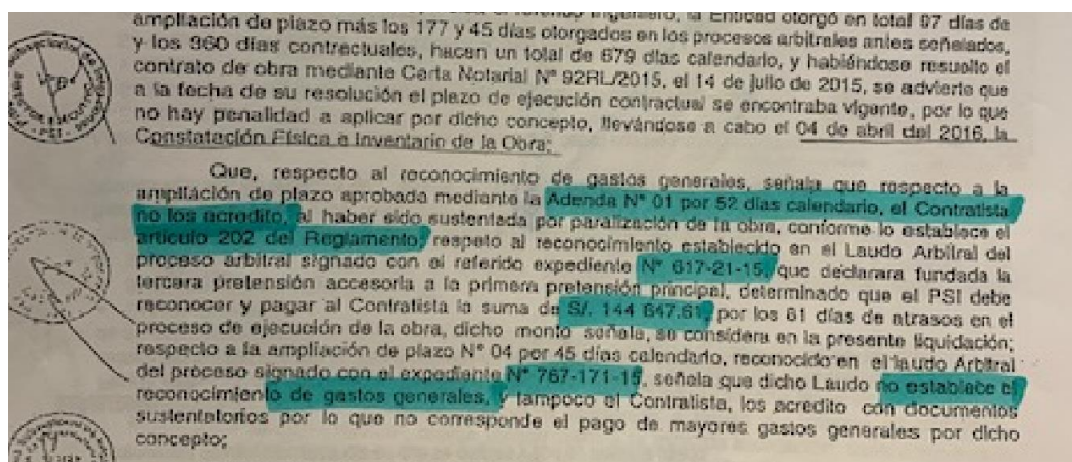 ampliación de plazo más los 177 y 45 días otorgados en los procesos arbitrales antes señalados,
y los 360 días contractuales, hacen un total de 679 días calendario, y habiéndose resuelto el
contrato de obra mediante Carta Notarial N° 92RL/2015, el 14 de julio de 2015, se advierte que
a la fecha de su resolución el plazo de ejecución contractual se encontraba vigente, por lo que
no hay penalidad a aplicar por dicho concepto, llevándose a cabo el 04 de abril del 2016, la
Constatación Física e Inventario de la Obra;
Que, respecto al reconocimiento de gastos generales, señala que respecto a la
ampliación de plazo aprobada mediante la Adenda N° 01 por 52 días calendario, el Contratista
no los acredito, al haber sido sustentada por paralización de la obra, conforme lo establece el
artículo 202 del Reglamento, respeto al reconocimiento establecido en el Laudo Arbitral del
proceso arbitral signado con el referido expediente N° 617-21-15, que declarara fundada la
tercera pretensión accesoria a la primera pretensión principal, determinado que el PSI debe
reconocer y pagar al Contratista la suma de S/. 144 647.61, por los 61 días de atrasos en el
proceso de ejecución de la obra, dicho monto señala, se considera en la presente liquidación;
respecto a la ampliación de plazo N° 04 por 45 días calendario, reconocido en el laudo Arbitral
del proceso signado con el expediente N° 767-171-15, señala que dicho Laudo no establece el
reconocimiento de gastos generales, y tampoco el Contratista, los acredito con documentos
sustentatorios por lo que no corresponde el pago de mayores gastos generales por dicho
concepto;
PSI